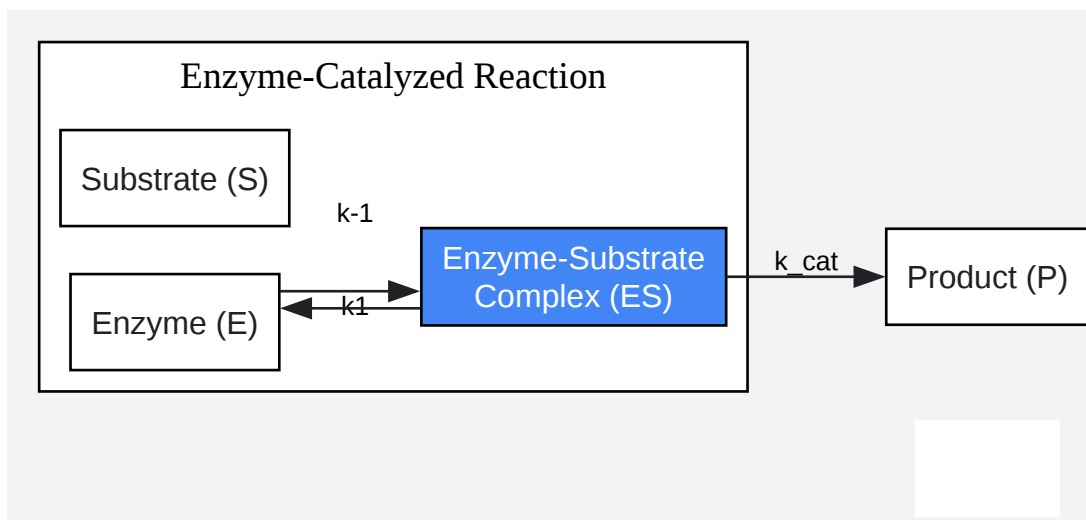 Enzyme-Catalyzed Reaction
Substrate (S)
k-1
Enzyme-Substrate
Complex (ES)
k_cat
Product (P)
Enzyme (E)
k1